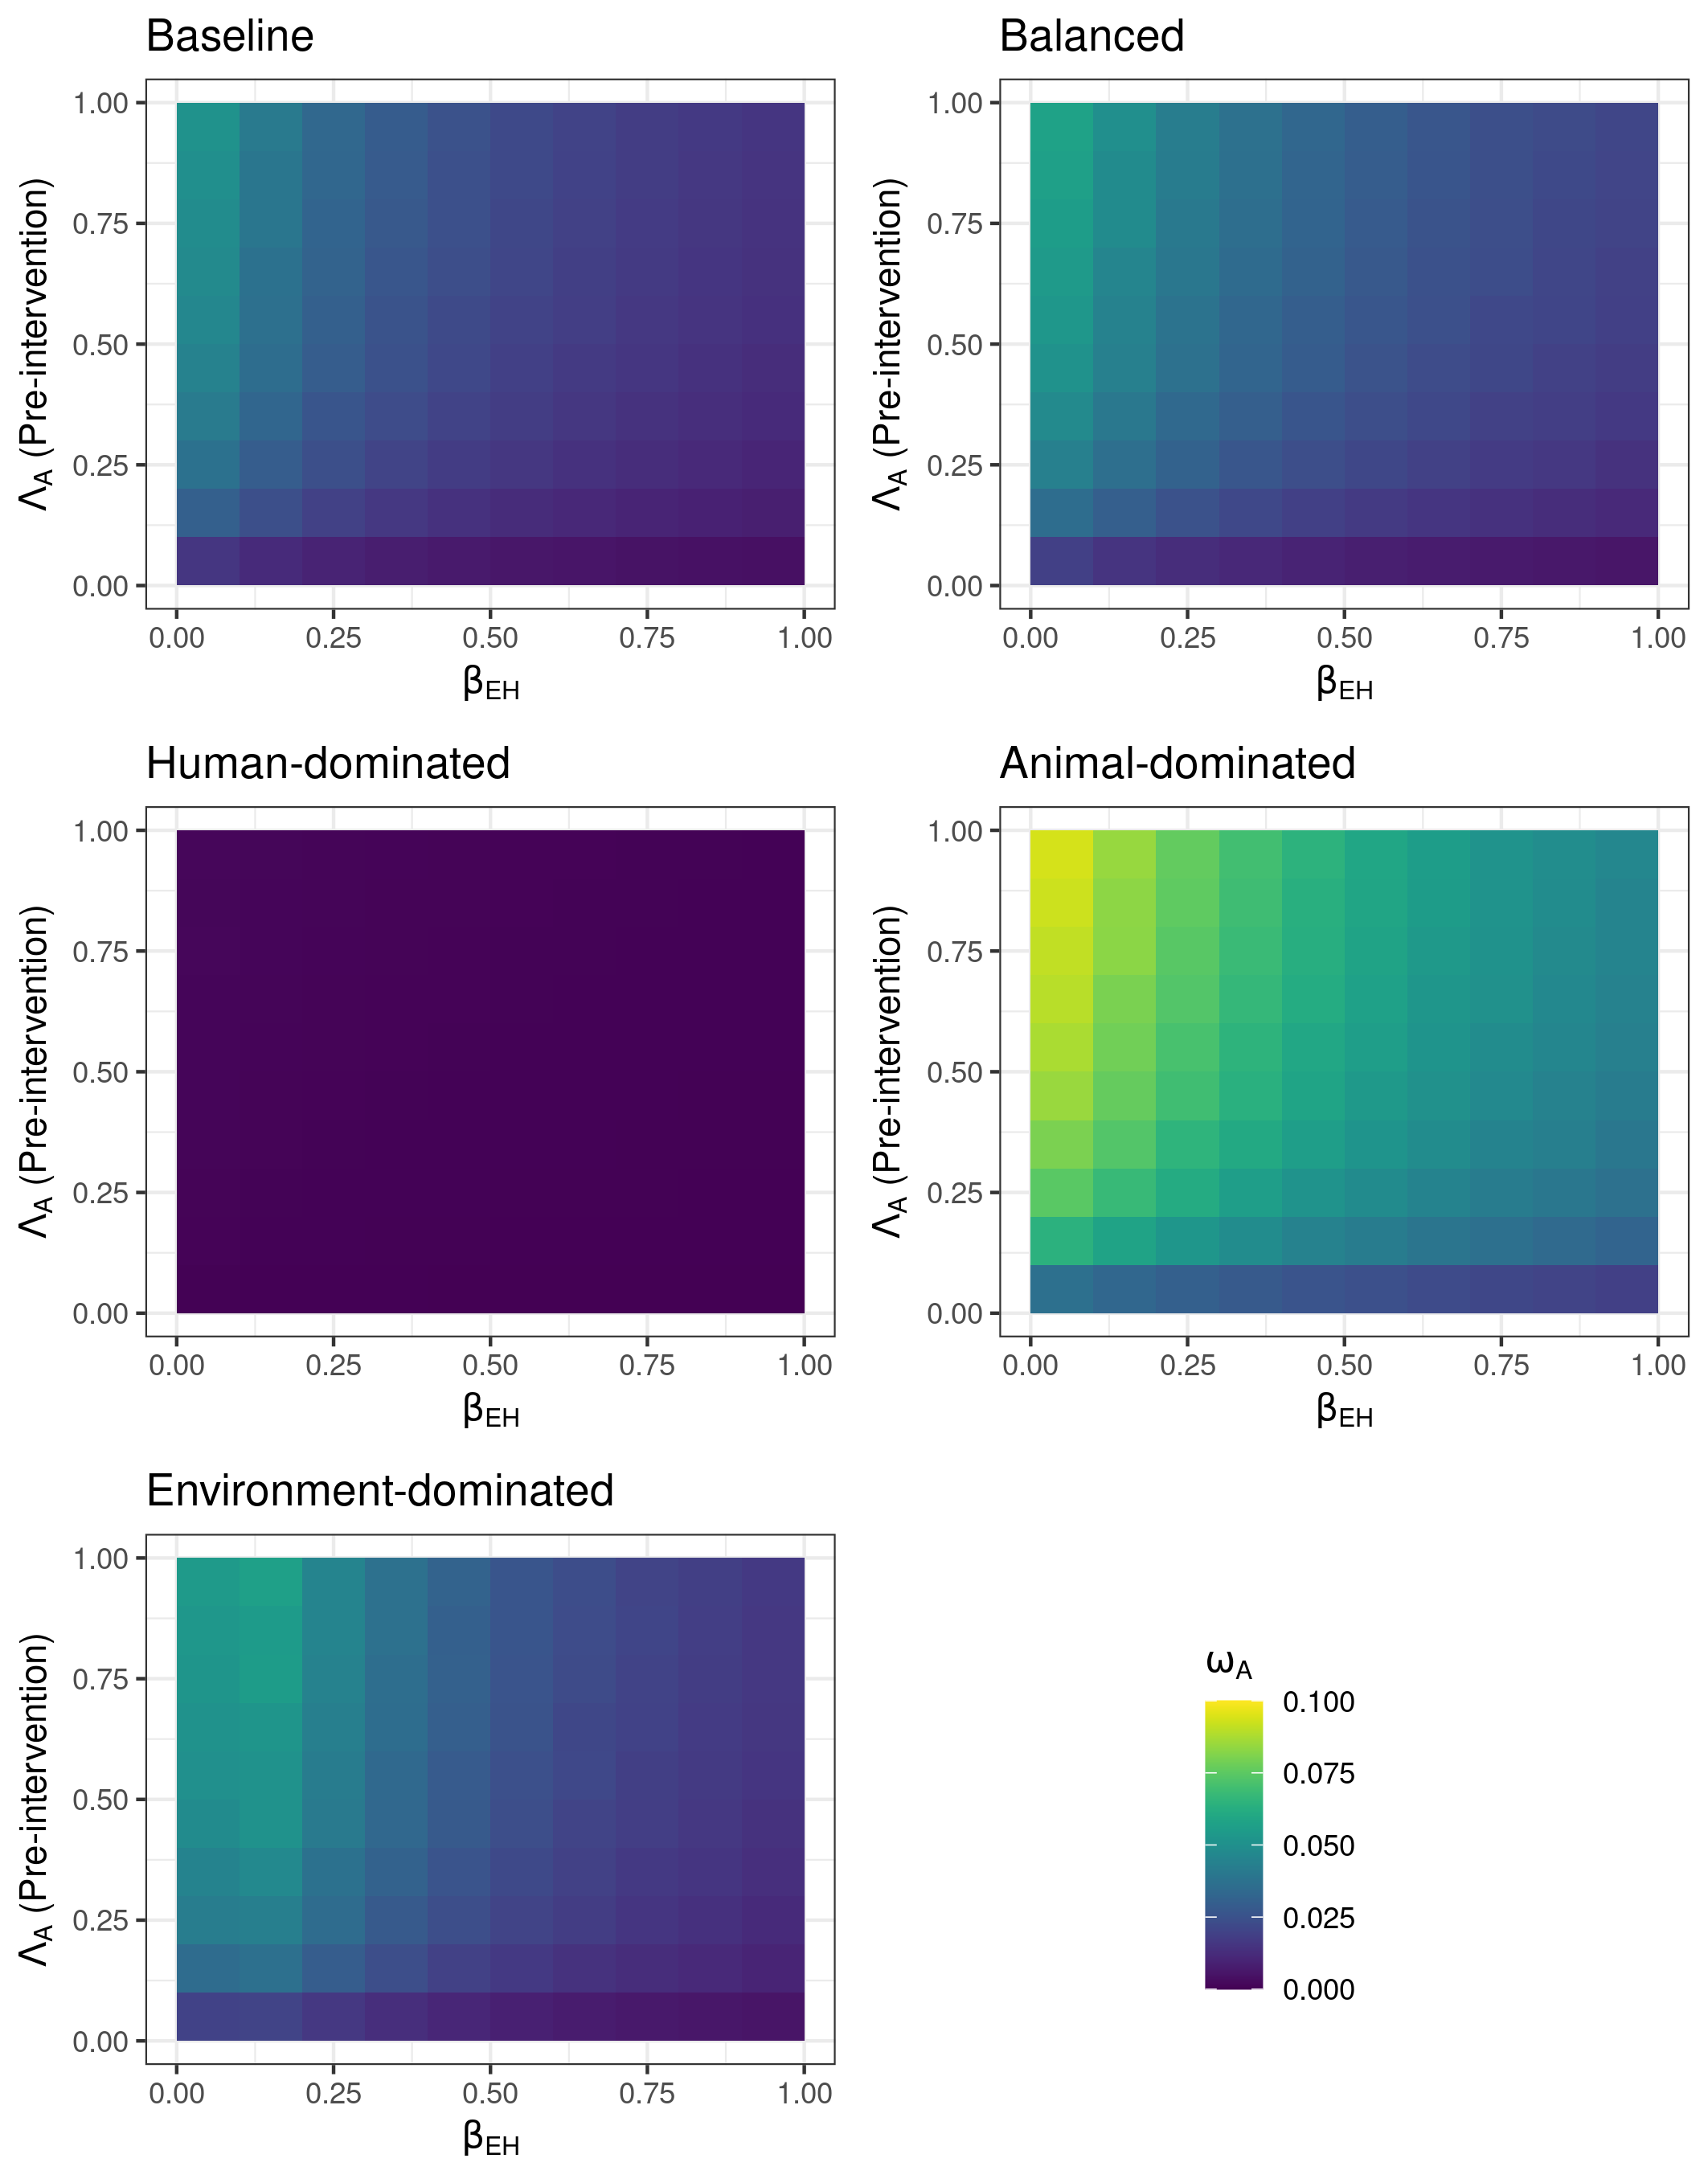 Baseline
Balanced
1.00
0.75
0.50
0.25
0.00
ΛA (Pre-intervention)
0.00 0.25 0.50 0.75 1.00
βEH
1.00
0.75
0.50
0.25
0.00
ΛA (Pre-intervention)
0.00 0.25 0.50 0.75 1.00
βEH
Human-dominated
Animal-dominated
1.00
0.75
0.50
0.25
0.00
ΛA (Pre-intervention)
0.00 0.25 0.50 0.75 1.00
βEH
1.00
0.75
0.50
0.25
0.00
ΛA (Pre-intervention)
0.00 0.25 0.50 0.75 1.00
βEH
Environment-dominated
1.00
0.75
0.50
0.25
0.00
ΛA (Pre-intervention)
0.00 0.25 0.50 0.75 1.00
βEH
ωA
0.100
0.075
0.050
0.025
0.000